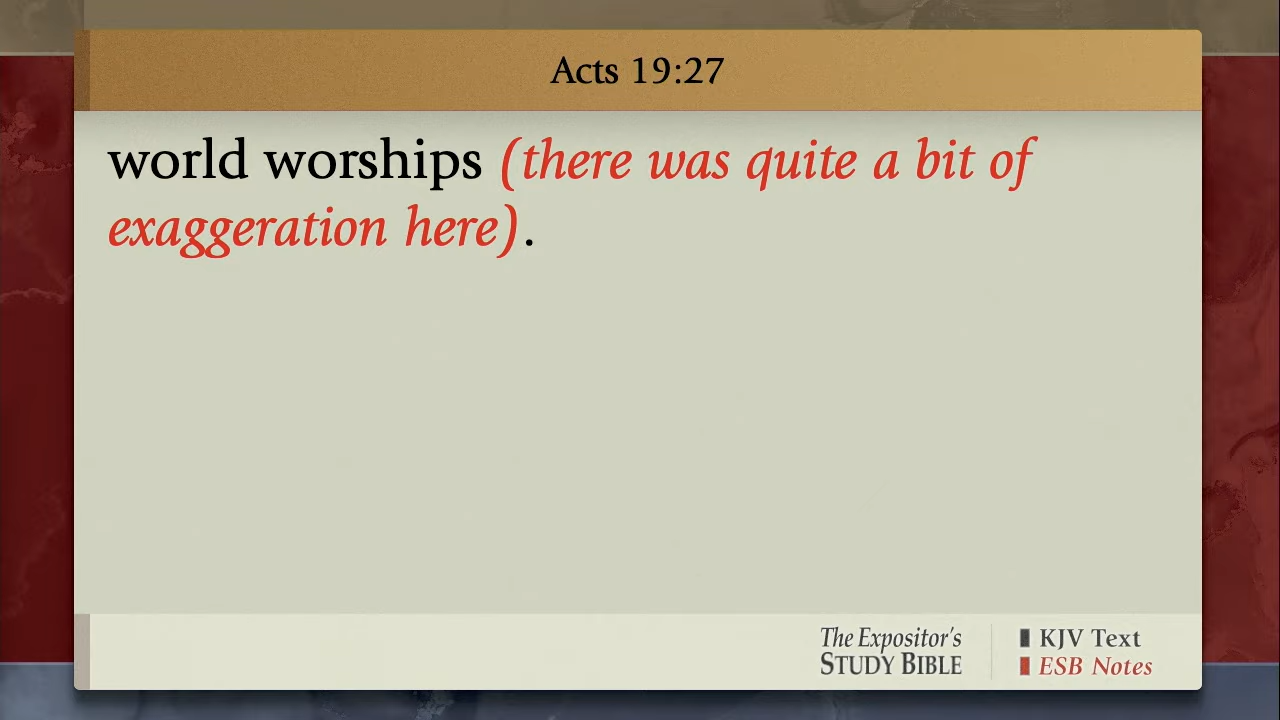 Acts 19:27
world worships (there was quite a bit of
exaggeration here).
The Expositor's
STUDY BIBLE
KJV Text
ESB Notes